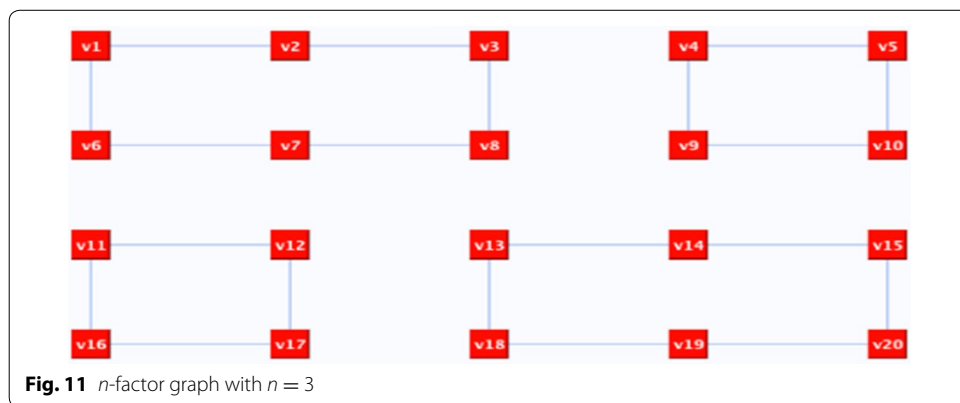 v1 v2 v3 v4 v5
v6 v7 v8 v9 v10
v11 v12 v13 v14 v15
v16 v17 v18 v19 v20
Fig. 11 n-factor graph with n = 3